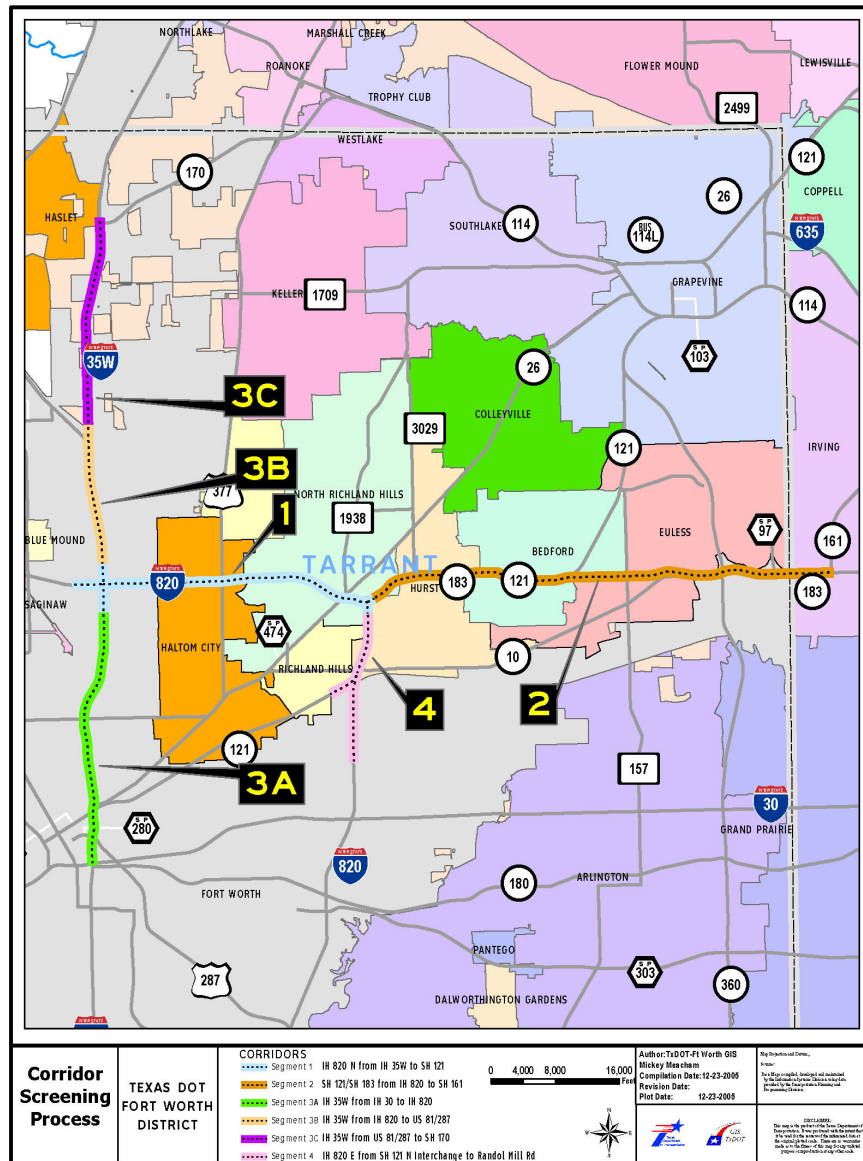 NORTHLAKE
MARSHALL CREEK
ROANOKE
FLOWER MOUND
LEWISVILLE
TROPHY CLUB
2499
WESTLAKE
121
170
COPPELL
26
HASLET
SOUTHLAKE
114
BUS
114L
635
GRAPEVINE
KELLER
1709
114
35W
S P
103
26
3C
COLLEYVILLE
3029
121
IRVING
3B
377
NORTH RICHLAND HILLS
1
1938
S P
97
EULESS
161
BLUE MOUND
BEDFORD
TARRANT
820
183
121
HURST
183
SAGINAW
S P
474
HALTOM CITY
10
RICHLAND HILLS
4
2
121
157
3A
30
S P
280
GRAND PRAIRIE
820
180
ARLINGTON
FORT WORTH
PANTEGO
S P
303
287
360
DALWORTHINGTON GARDENS
Corridor
Screening
Process
TEXAS DOT
FORT WORTH
DISTRICT
CORRIDORS
Segment 1 IH 820 N from IH 35W to SH 121
Segment 2 SH 121/SH 183 from IH 820 to SH 161
Segment 3A IH 35W from IH 30 to IH 820
Segment 3B IH 35W from IH 820 to US 81/287
Segment 3C IH 35W from US 81/287 to SH 170
Segment 4 IH 820 E from SH 121 N Interchange to Randol Mill Rd
0 4,000 8,000 16,000
Feet
N
Author:TxDOT-Ft Worth GIS
Mickey Meacham
Compilation Date:12-23-2005
Revision Date:
Plot Date: 12-23-2005
GIS
TxDOT